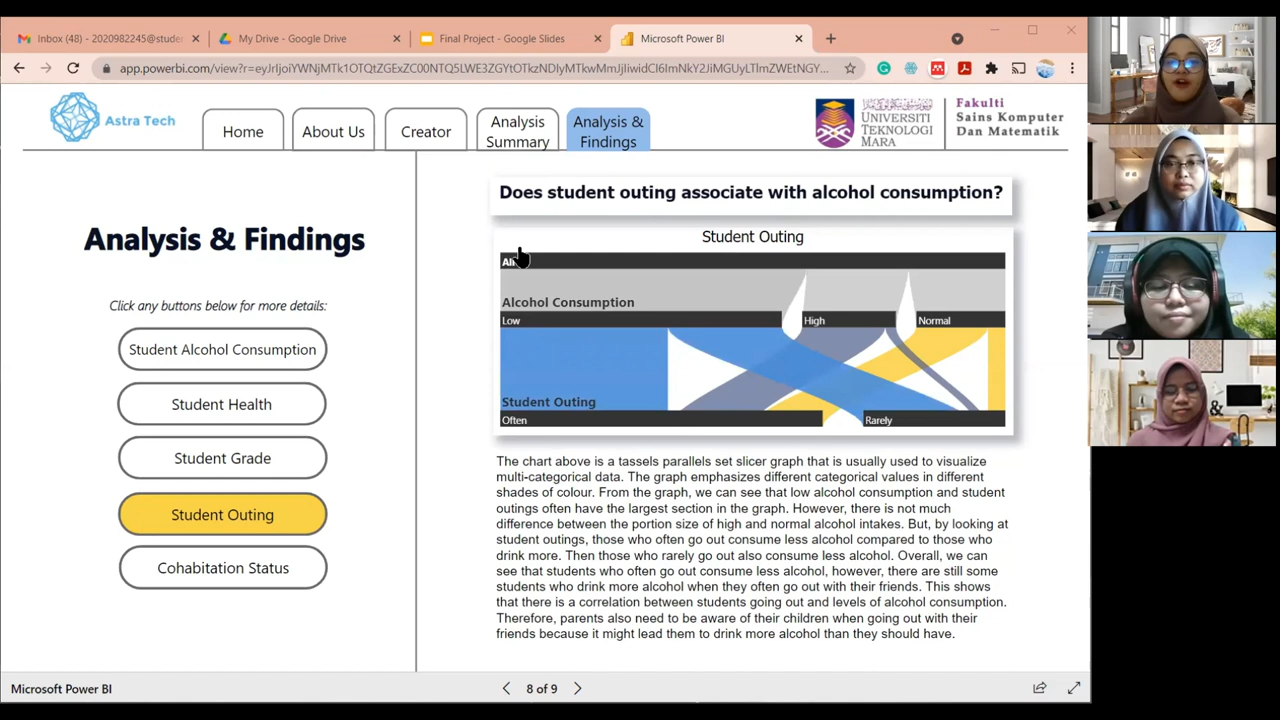 Inbox (48) - 2020982245@studen
My Drive - Google Drive
Final Project - Google Slides
Microsoft Power BI
app.powerbi.com/view?r=eyJrIjoiYWNjMTk1OTQtZGExZC00NTQ5LWE3ZGYtOTkzNDIyMTkwMmJjIiwidCI6ImNkY2JiMGUyLTlmZWEtNGY...
Astra Tech
Home
About Us
Creator
Analysis
Summary
Analysis &
Findings
UNIVERSITI
TEKNOLOGI
MARA
Fakulti
Sains Komputer
Dan Matematik
Analysis & Findings
Click any buttons below for more details:
Student Alcohol Consumption
Student Health
Student Grade
Student Outing
Cohabitation Status
Does student outing associate with alcohol consumption?
Student Outing
Alcohol Consumption
Low High Normal
Student Outing
Often Rarely
The chart above is a tassels parallels set slicer graph that is usually used to visualize
multi-categorical data. The graph emphasizes different categorical values in different
shades of colour. From the graph, we can see that low alcohol consumption and student
outings often have the largest section in the graph. However, there is not much
difference between the portion size of high and normal alcohol intakes. But, by looking at
student outings, those who often go out consume less alcohol compared to those who
drink more. Then those who rarely go out also consume less alcohol. Overall, we can
see that students who often go out consume less alcohol, however, there are still some
students who drink more alcohol when they often go out with their friends. This shows
that there is a correlation between students going out and levels of alcohol consumption.
Therefore, parents also need to be aware of their children when going out with their
friends because it might lead them to drink more alcohol than they should have.
Microsoft Power BI
8 of 9
&